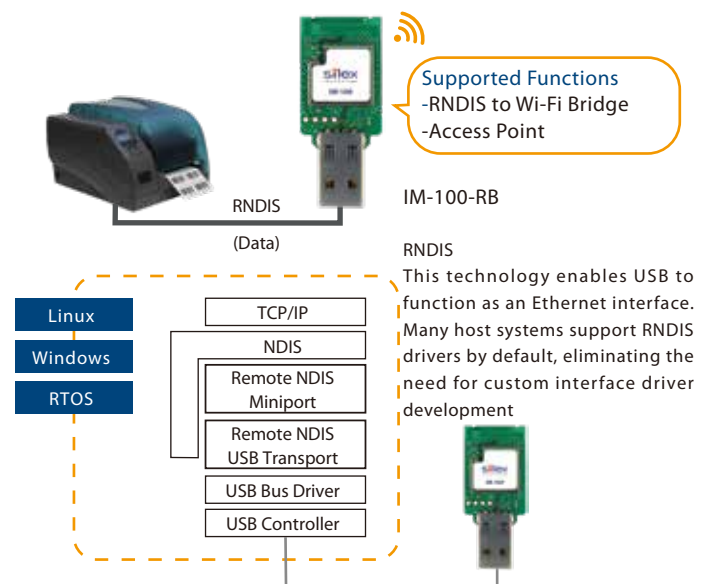 silex
Supported Functions
-RNDIS to Wi-Fi Bridge
-Access Point
RNDIS
(Data)
IM-100-RB
RNDIS
This technology enables USB to
function as an Ethernet interface.
Many host systems support RNDIS
drivers by default, eliminating the
need for custom interface driver
development
Linux
Windows
RTOS
TCP/IP
NDIS
Remote NDIS
Miniport
Remote NDIS
USB Transport
USB Bus Driver
USB Controller
silex